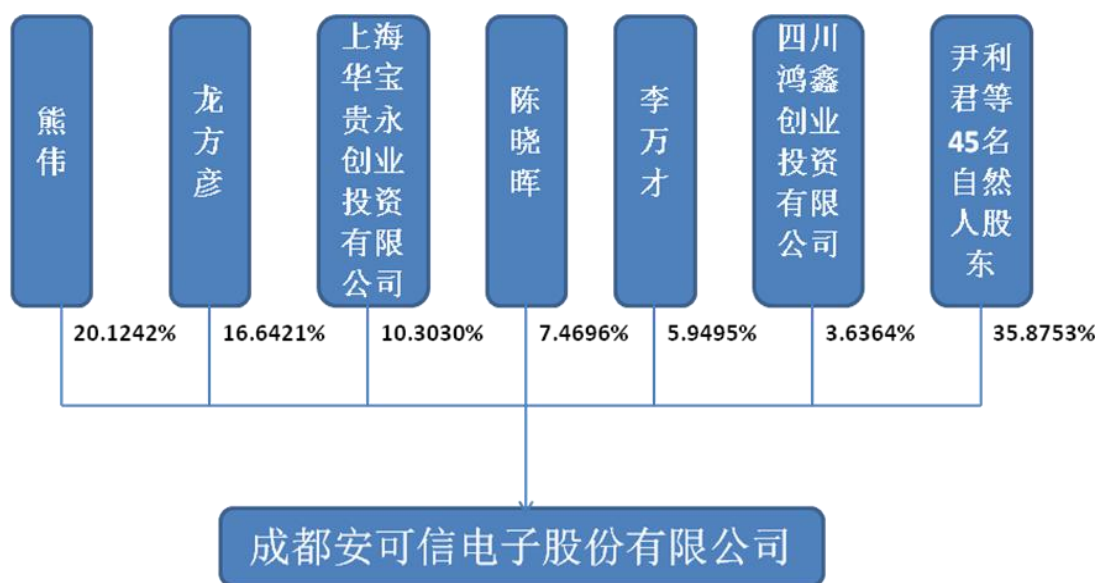 熊伟
龙方彦
上海
华宝
贵永
创业
投资
有限
公司
陈晓晖
李万才
四川
鸿鑫
创业
投资
有限
公司
尹利
君等
45名
自然
人股
东
20.1242%
16.6421%
10.3030%
7.4696%
5.9495%
3.6364%
35.8753%
成都安可信电子股份有限公司